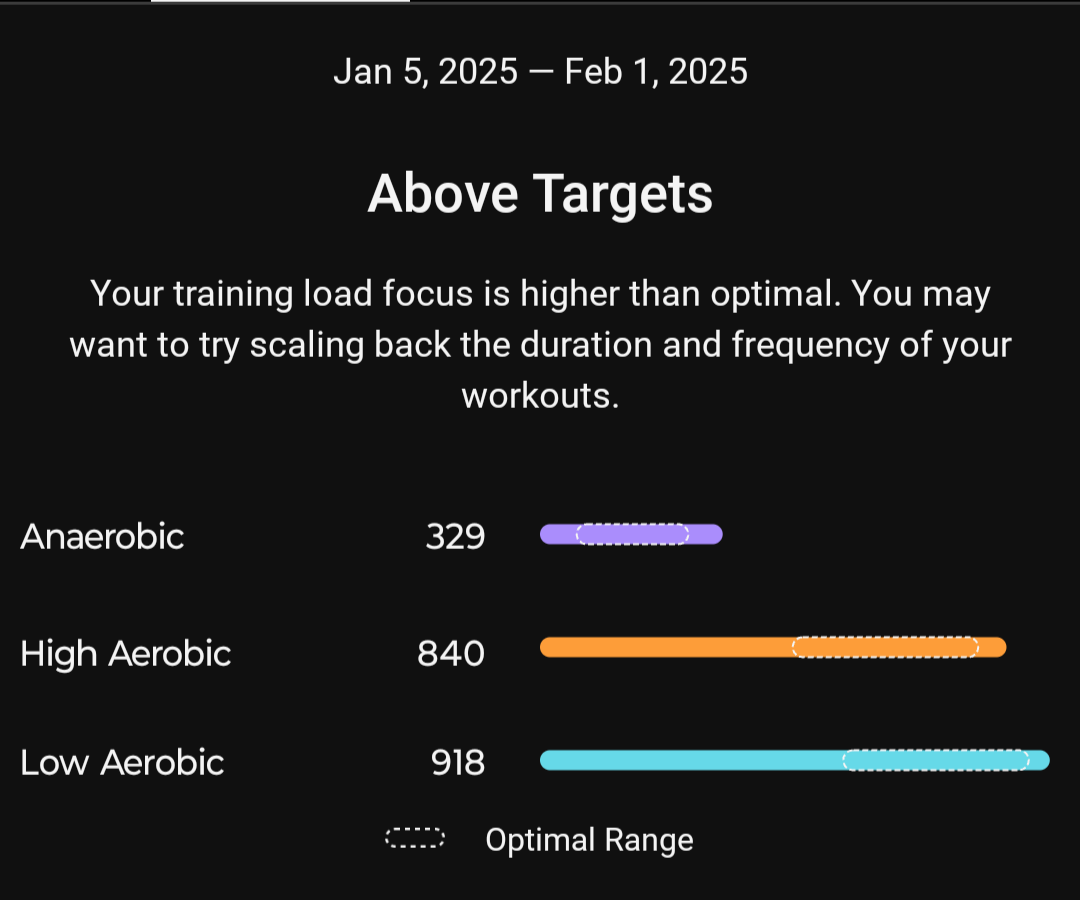 Jan 5, 2025 — Feb 1, 2025
Above Targets
Your training load focus is higher than optimal. You may
want to try scaling back the duration and frequency of your
workouts.
Anaerobic 329
High Aerobic 840
Low Aerobic 918
Optimal Range